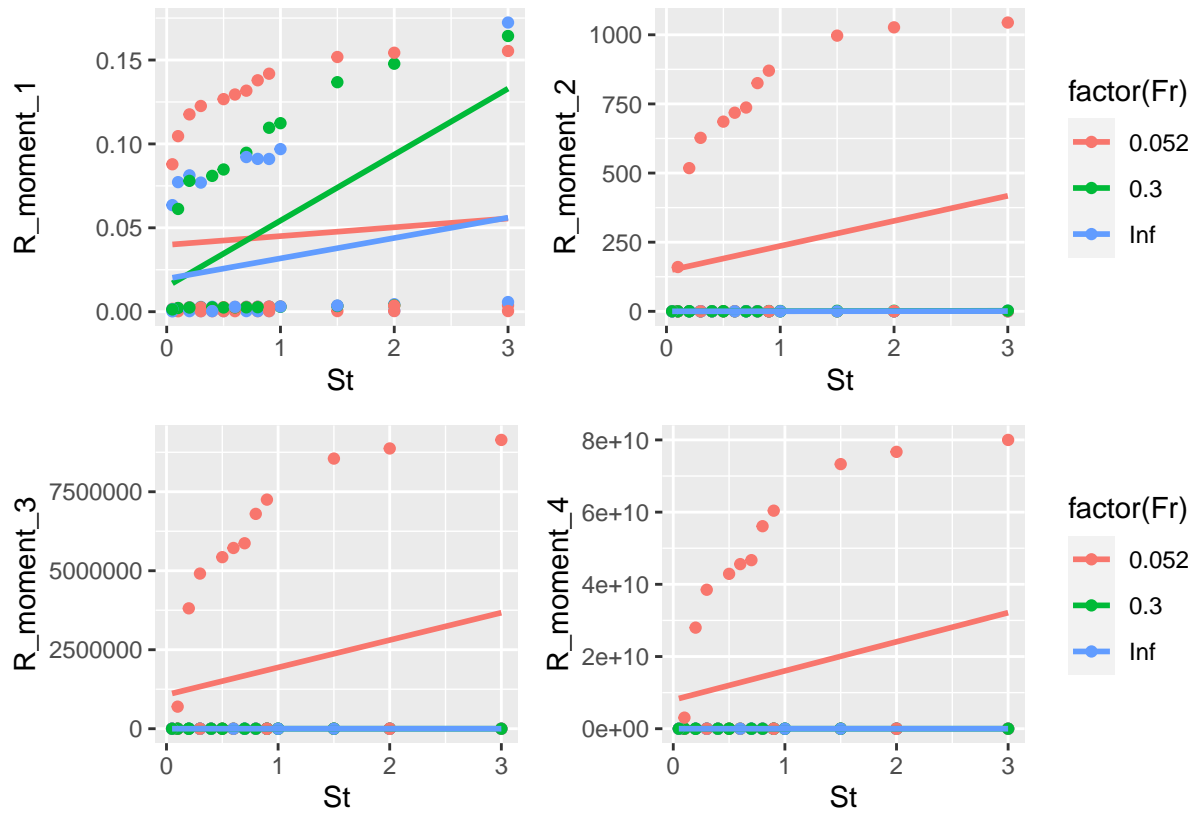 R_moment_1
0.15
0.10
0.05
0.00
0 1 2 3
St
R_moment_2
1000
750
500
250
0
0 1 2 3
St
factor(Fr)
0.052
0.3
Inf
R_moment_3
7500000
5000000
2500000
0
0 1 2 3
St
R_moment_4
8e+10
6e+10
4e+10
2e+10
0e+00
0 1 2 3
St
factor(Fr)
0.052
0.3
Inf